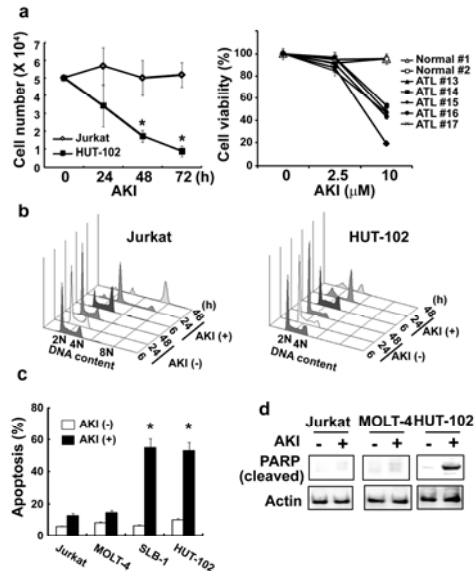 a
Cell number (X 10⁴)
6
5
4
3
2
1
0
Jurkat
HUT-102
*
*
0 24 48 72 (h)
AKI
Cell viability (%)
100
80
60
40
20
0
0 2.5 10
AKI (μM)
Normal #1
Normal #2
ATL #13
ATL #14
ATL #15
ATL #16
ATL #17
b
Jurkat
2N 4N 8N
DNA content
6 24 48 6 24 48 (h)
AKI (-) AKI (+)
HUT-102
2N 4N 8N
DNA content
6 24 48 6 24 48 (h)
AKI (-) AKI (+)
c
Apoptosis (%)
80
60
40
20
0
AKI (-)
AKI (+)
* *
Jurkat MOLT-4 SLB-1 HUT-102
d
Jurkat MOLT-4 HUT-102
AKI - + - + - +
PARP
(cleaved)
Actin